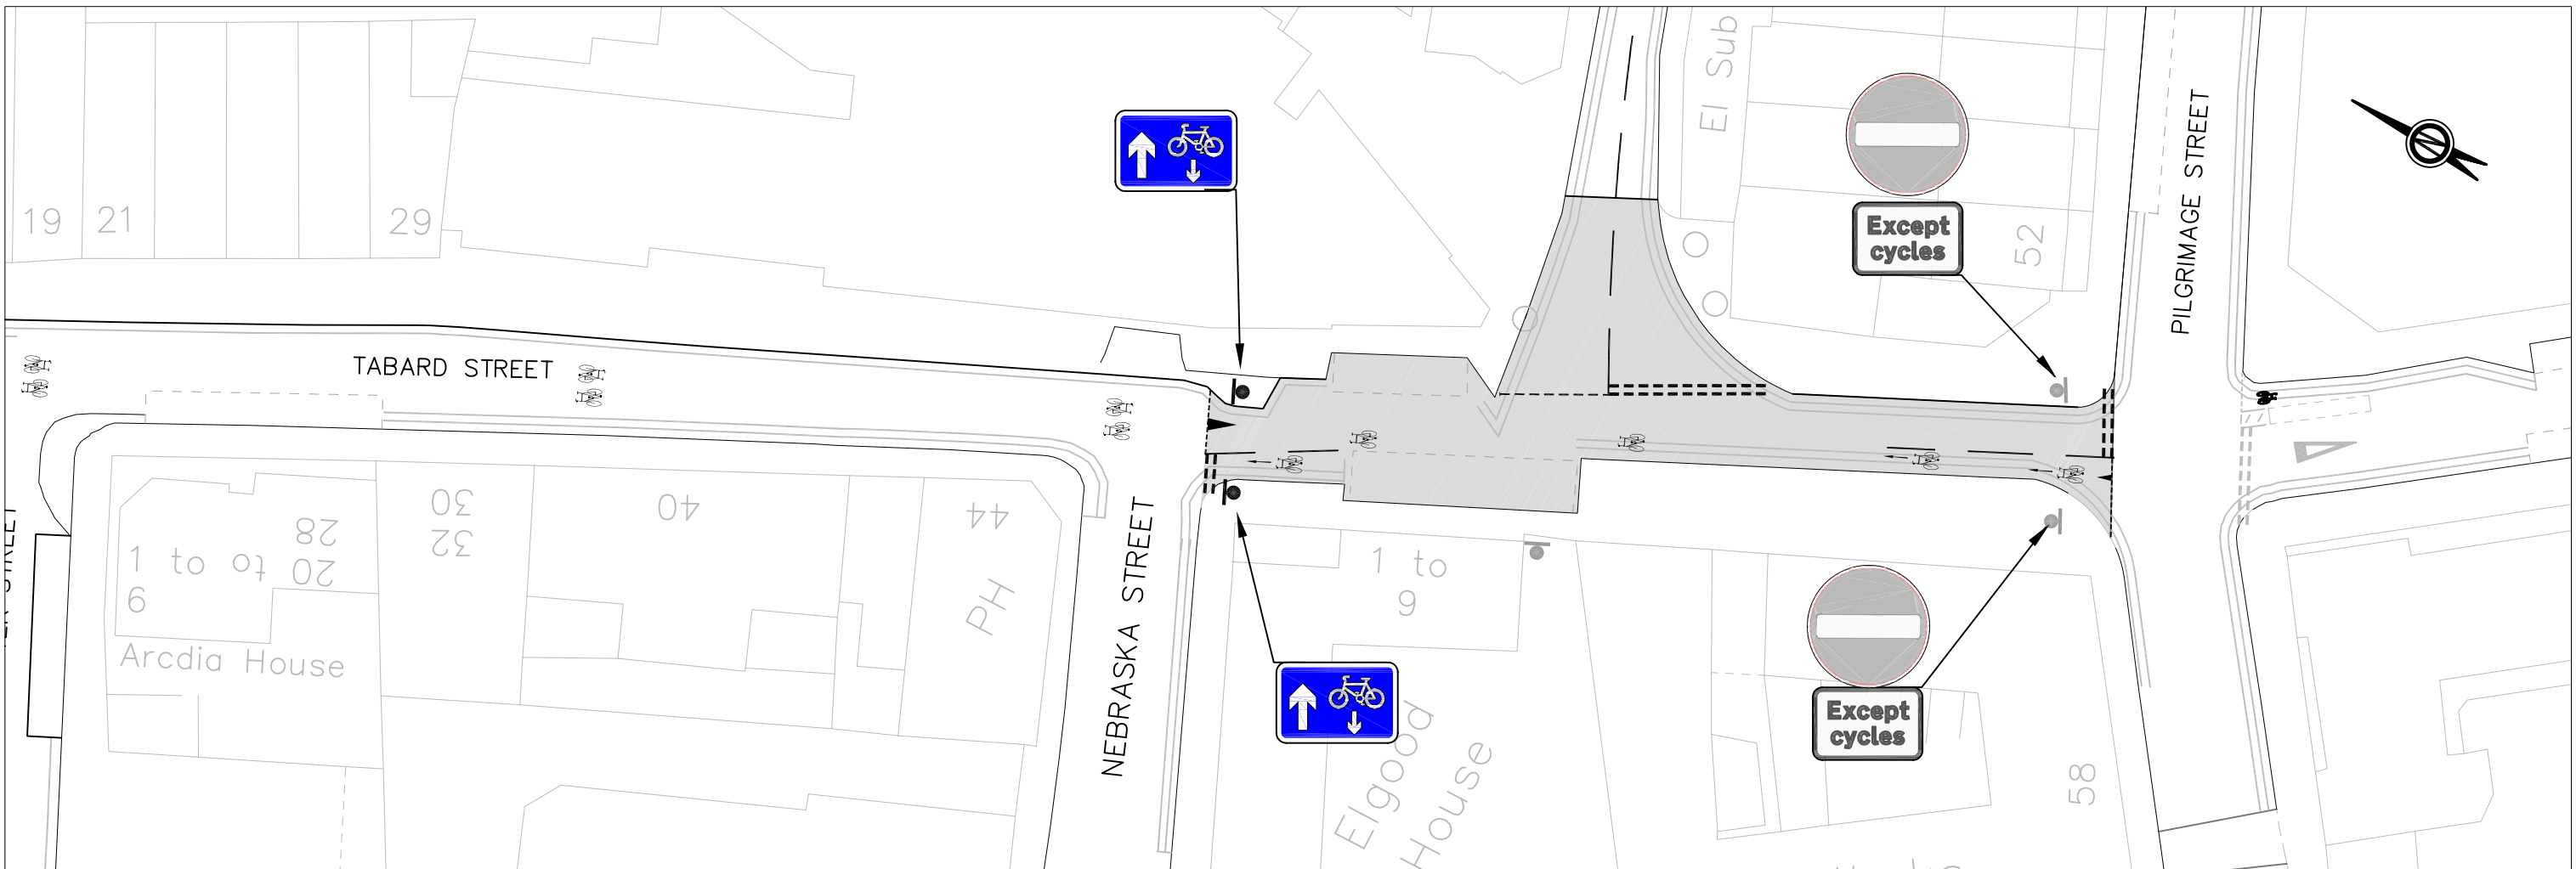 19
21
29
El Sub
52
Except
cycles
PILGRIMAGE STREET
N
TABARD STREET
30
32
40
44
28
20 to
1 to
6
Arcdia House
PH
NEBRASKA STREET
1 to
9
Elgood
House
Except
cycles
58
STREET